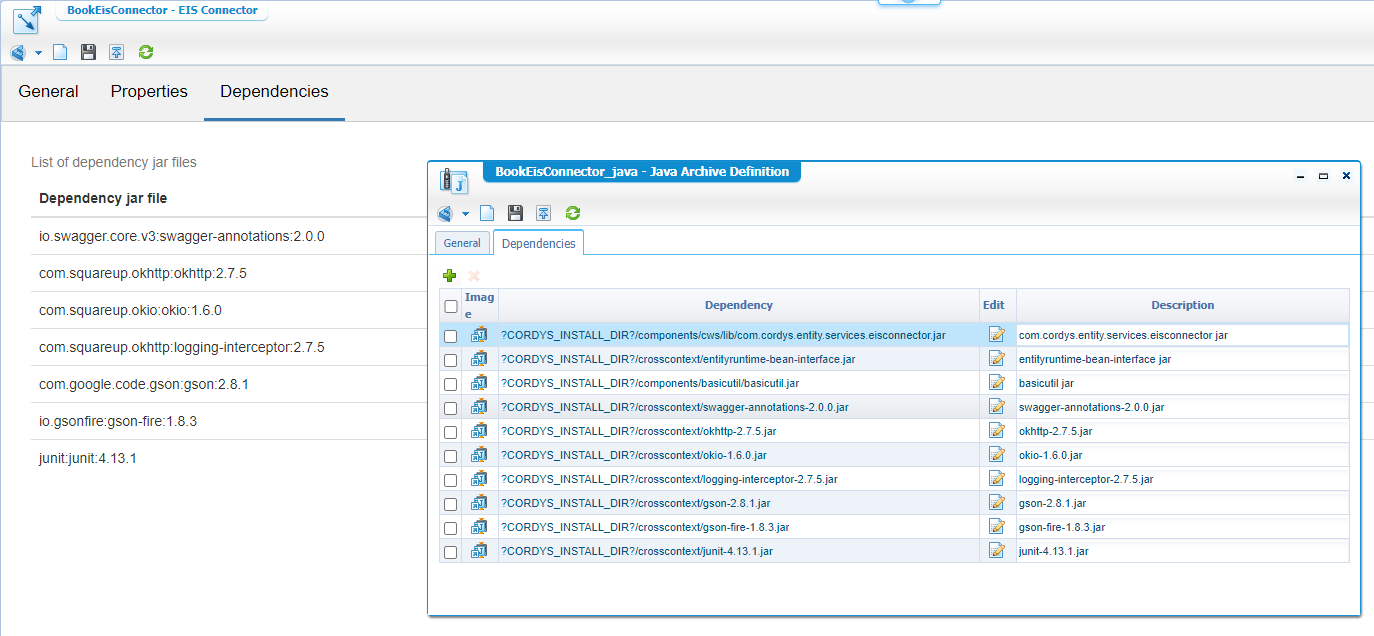 BookEisConnector - EIS Connector
General Properties Dependencies
List of dependency jar files
Dependency jar file
io.swagger.core.v3:swagger-annotations:2.0.0
com.squareup.okhttp:okhttp:2.7.5
com.squareup.okio:okio:1.6.0
com.squareup.okhttp:logging-interceptor:2.7.5
com.google.code.gson:gson:2.8.1
io.gsonfire:gson-fire:1.8.3
junit:junit:4.13.1
BookEisConnector_java - Java Archive Definition
General Dependencies
Image Dependency Edit Description
?CORDYS_INSTALL_DIR?/components/cws/lib/com.cordys.entity.services.eisconnector.jar com.cordys.entity.services.eisconnector jar
?CORDYS_INSTALL_DIR?/crosscontext/entityruntime-bean-interface.jar entityruntime-bean-interface jar
?CORDYS_INSTALL_DIR?/components/basicutil/basicutil.jar basicutil jar
?CORDYS_INSTALL_DIR?/crosscontext/swagger-annotations-2.0.0.jar swagger-annotations-2.0.0.jar
?CORDYS_INSTALL_DIR?/crosscontext/okhttp-2.7.5.jar okhttp-2.7.5.jar
?CORDYS_INSTALL_DIR?/crosscontext/okio-1.6.0.jar okio-1.6.0.jar
?CORDYS_INSTALL_DIR?/crosscontext/logging-interceptor-2.7.5.jar logging-interceptor-2.7.5.jar
?CORDYS_INSTALL_DIR?/crosscontext/gson-2.8.1.jar gson-2.8.1.jar
?CORDYS_INSTALL_DIR?/crosscontext/gson-fire-1.8.3.jar gson-fire-1.8.3.jar
?CORDYS_INSTALL_DIR?/crosscontext/junit-4.13.1.jar junit-4.13.1.jar